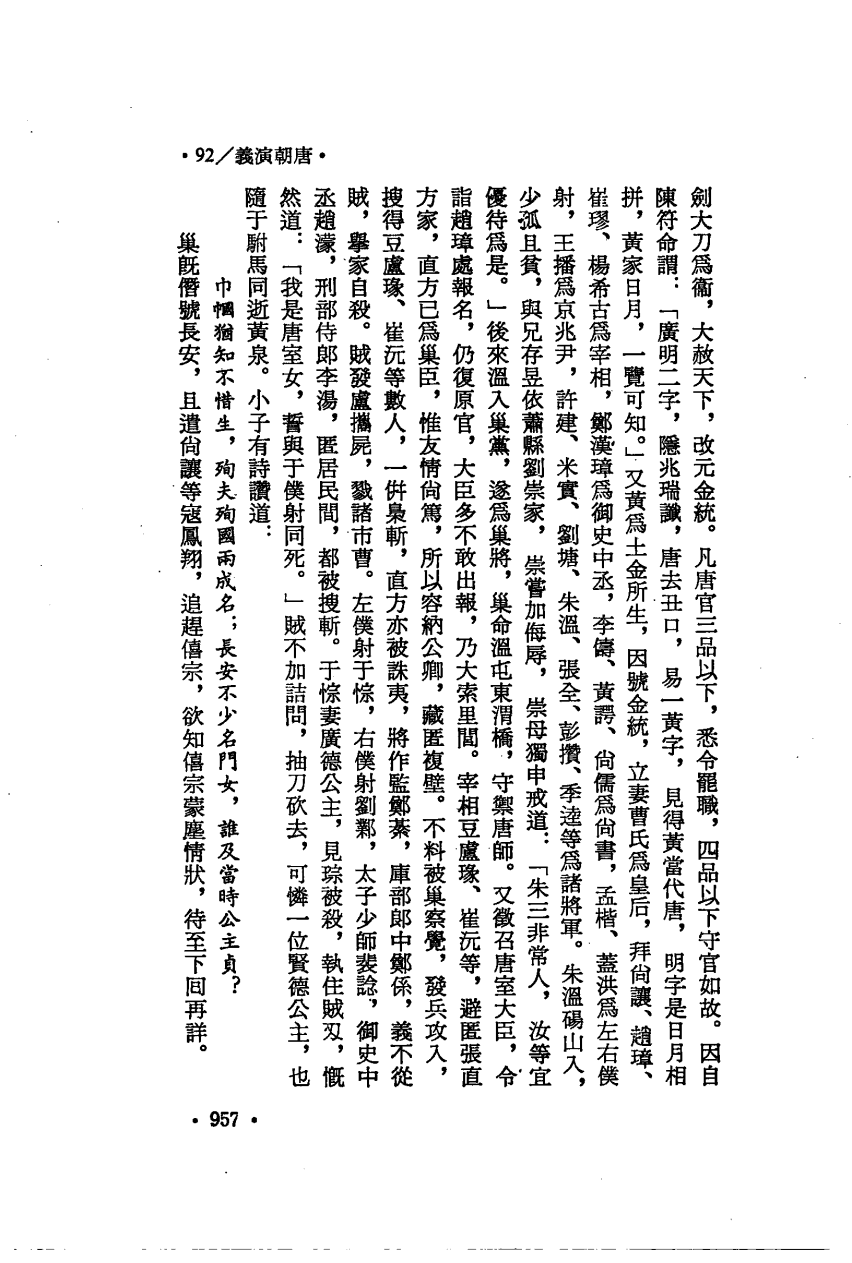 •92／義演朝唐•
劍大刀爲衞，大赦天下，改元金統。凡唐官三品以下，悉令罷職，四品以下守官如故。因自
陳符命謂：「廣明二字，隱兆瑞讖，唐去丑口，易一黃字，見得黃當代唐，明字是日月相
拼，黃家日月，一覽可知。」又黃爲土金所生，因號金統，立妻曹氏爲皇后，拜尙讓、趙璋、
崔璆、楊希古爲宰相，鄭漢璋爲御史中丞，李儔、黃諤、尙儒爲尙書，孟楷、蓋洪爲左右僕
射，王播爲京兆尹，許建、米實、劉塘、朱溫、張全、彭攢、季逵等爲諸將軍。朱溫碭山人，
少孤且貧，與兄存昱依蕭縣劉崇家，崇嘗加侮辱，崇母獨申戒道：「朱三非常人，汝等宜
優待爲是。」後來溫入巢黨，遂爲巢將，巢命溫屯東渭橋，守禦唐師。又徵召唐室大臣，令
詣趙璋處報名，仍復原官，大臣多不敢出報，乃大索里閭。宰相豆盧瑑、崔沆等，避匿張直
方家，直方已爲巢臣，惟友情尙篤，所以容納公卿，藏匿複壁。不料被巢察覺，發兵攻入，
搜得豆盧瑑、崔沅等數人，一併梟斬，直方亦被誅夷，將作監鄭綦，庫部郎中鄭係，義不從
賊，舉家自殺。賊發盧攜屍，戮諸市曹。左僕射于悰，右僕射劉鄴，太子少師裴諗，御史中
丞趙濛，刑部侍郎李湯，匿居民間，都被搜斬。于悰妻廣德公主，見琮被殺，執住賊刄，慨
然道：「我是唐室女，誓與于僕射同死。」賊不加詰問，抽刀砍去，可憐一位賢德公主，也
隨于駙馬同逝黃泉。小子有詩讚道：
巾幗猶知不惜生，殉夫殉國兩成名；長安不少名門女，誰及當時公主貞？
巢旣僭號長安，且遣尙讓等寇鳳翔，追趕僖宗，欲知僖宗蒙塵情狀，待至下回再詳。
•957•